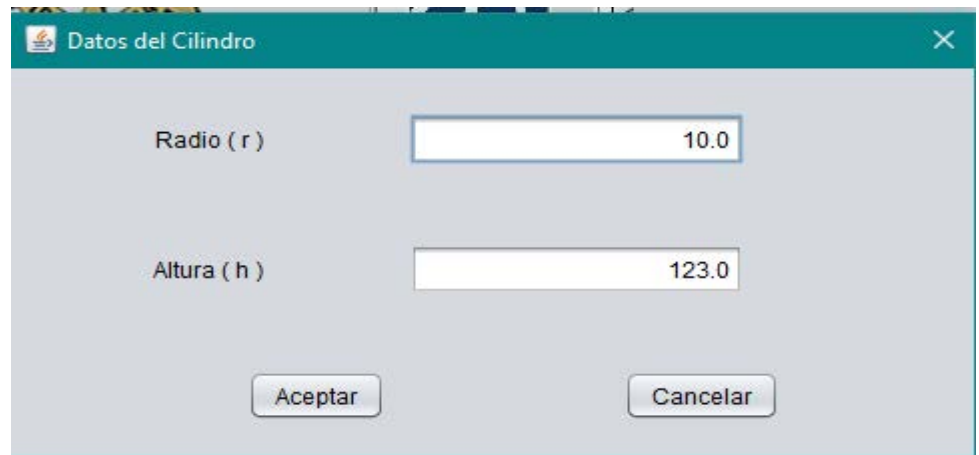 Datos del Cilindro
Radio ( r ) 10.0
Altura ( h ) 123.0
Aceptar Cancelar